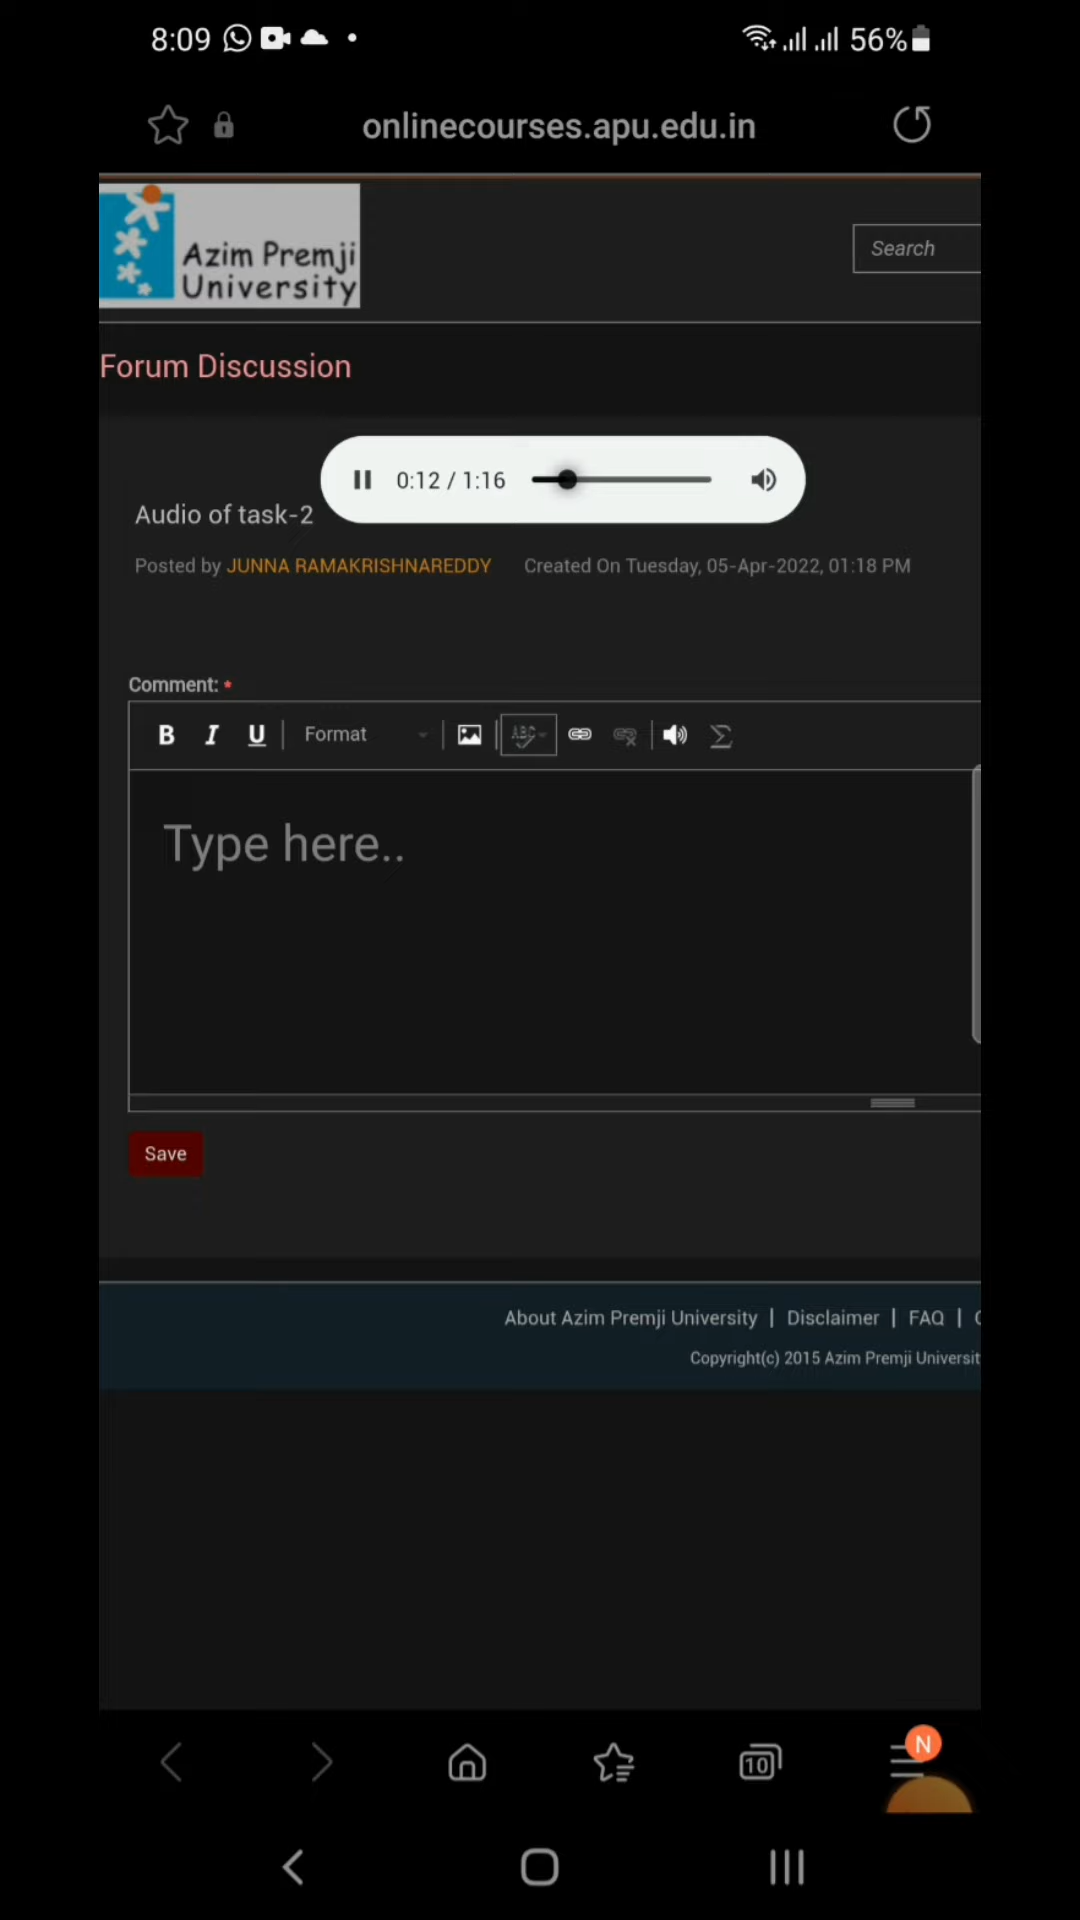 8:09 56%
onlinecourses.apu.edu.in
Azim Premji
University
Search
Forum Discussion
0:12 / 1:16
Audio of task-2
Posted by JUNNA RAMAKRISHNAREDDY Created On Tuesday, 05-Apr-2022, 01:18 PM
Comment: *
B I U Format ABC Σ
Type here..
Save
About Azim Premji University | Disclaimer | FAQ |
Copyright(c) 2015 Azim Premji Universit
10 N